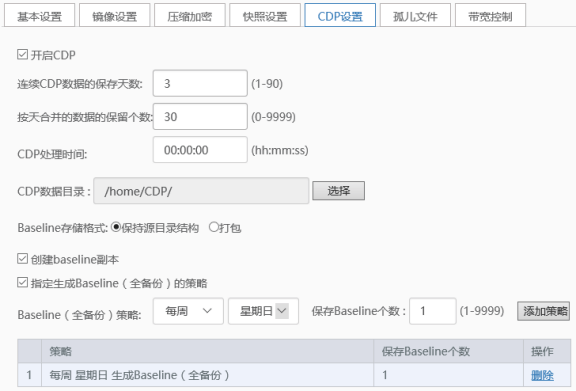 基本设置 镜像设置 压缩加密 快照设置 CDP设置 孤儿文件 带宽控制
开启CDP
连续CDP数据的保存天数: 3 (1-90)
按天合并的数据的保留个数: 30 (0-9999)
CDP处理时间: 00:00:00 (hh:mm:ss)
CDP数据目录： /home/CDP/ 选择
Baseline存储格式: 保持源目录结构 打包
创建baseline副本
指定生成Baseline（全备份）的策略
Baseline（全备份）策略: 每周 星期日 保存Baseline个数： 1 (1-9999) 添加策略
策略 保存Baseline个数 操作
1 每周 星期日 生成Baseline（全备份） 1 删除